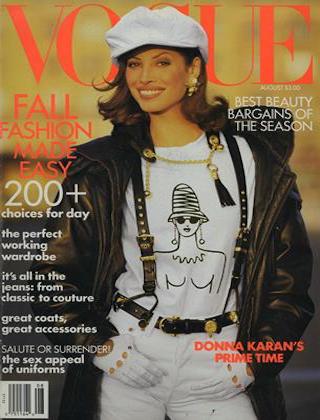 VOGUE
AUGUST $3.00
FALL
FASHION
MADE
EASY
200+
choices for day
BEST BEAUTY
BARGAINS OF
THE SEASON
the perfect
working
wardrobe
it's all in the
jeans: from
classic to couture
great coats,
great accessories
SALUTE OR SURRENDER!
the sex appeal
of uniforms
DONNA KARAN'S
PRIME TIME
08